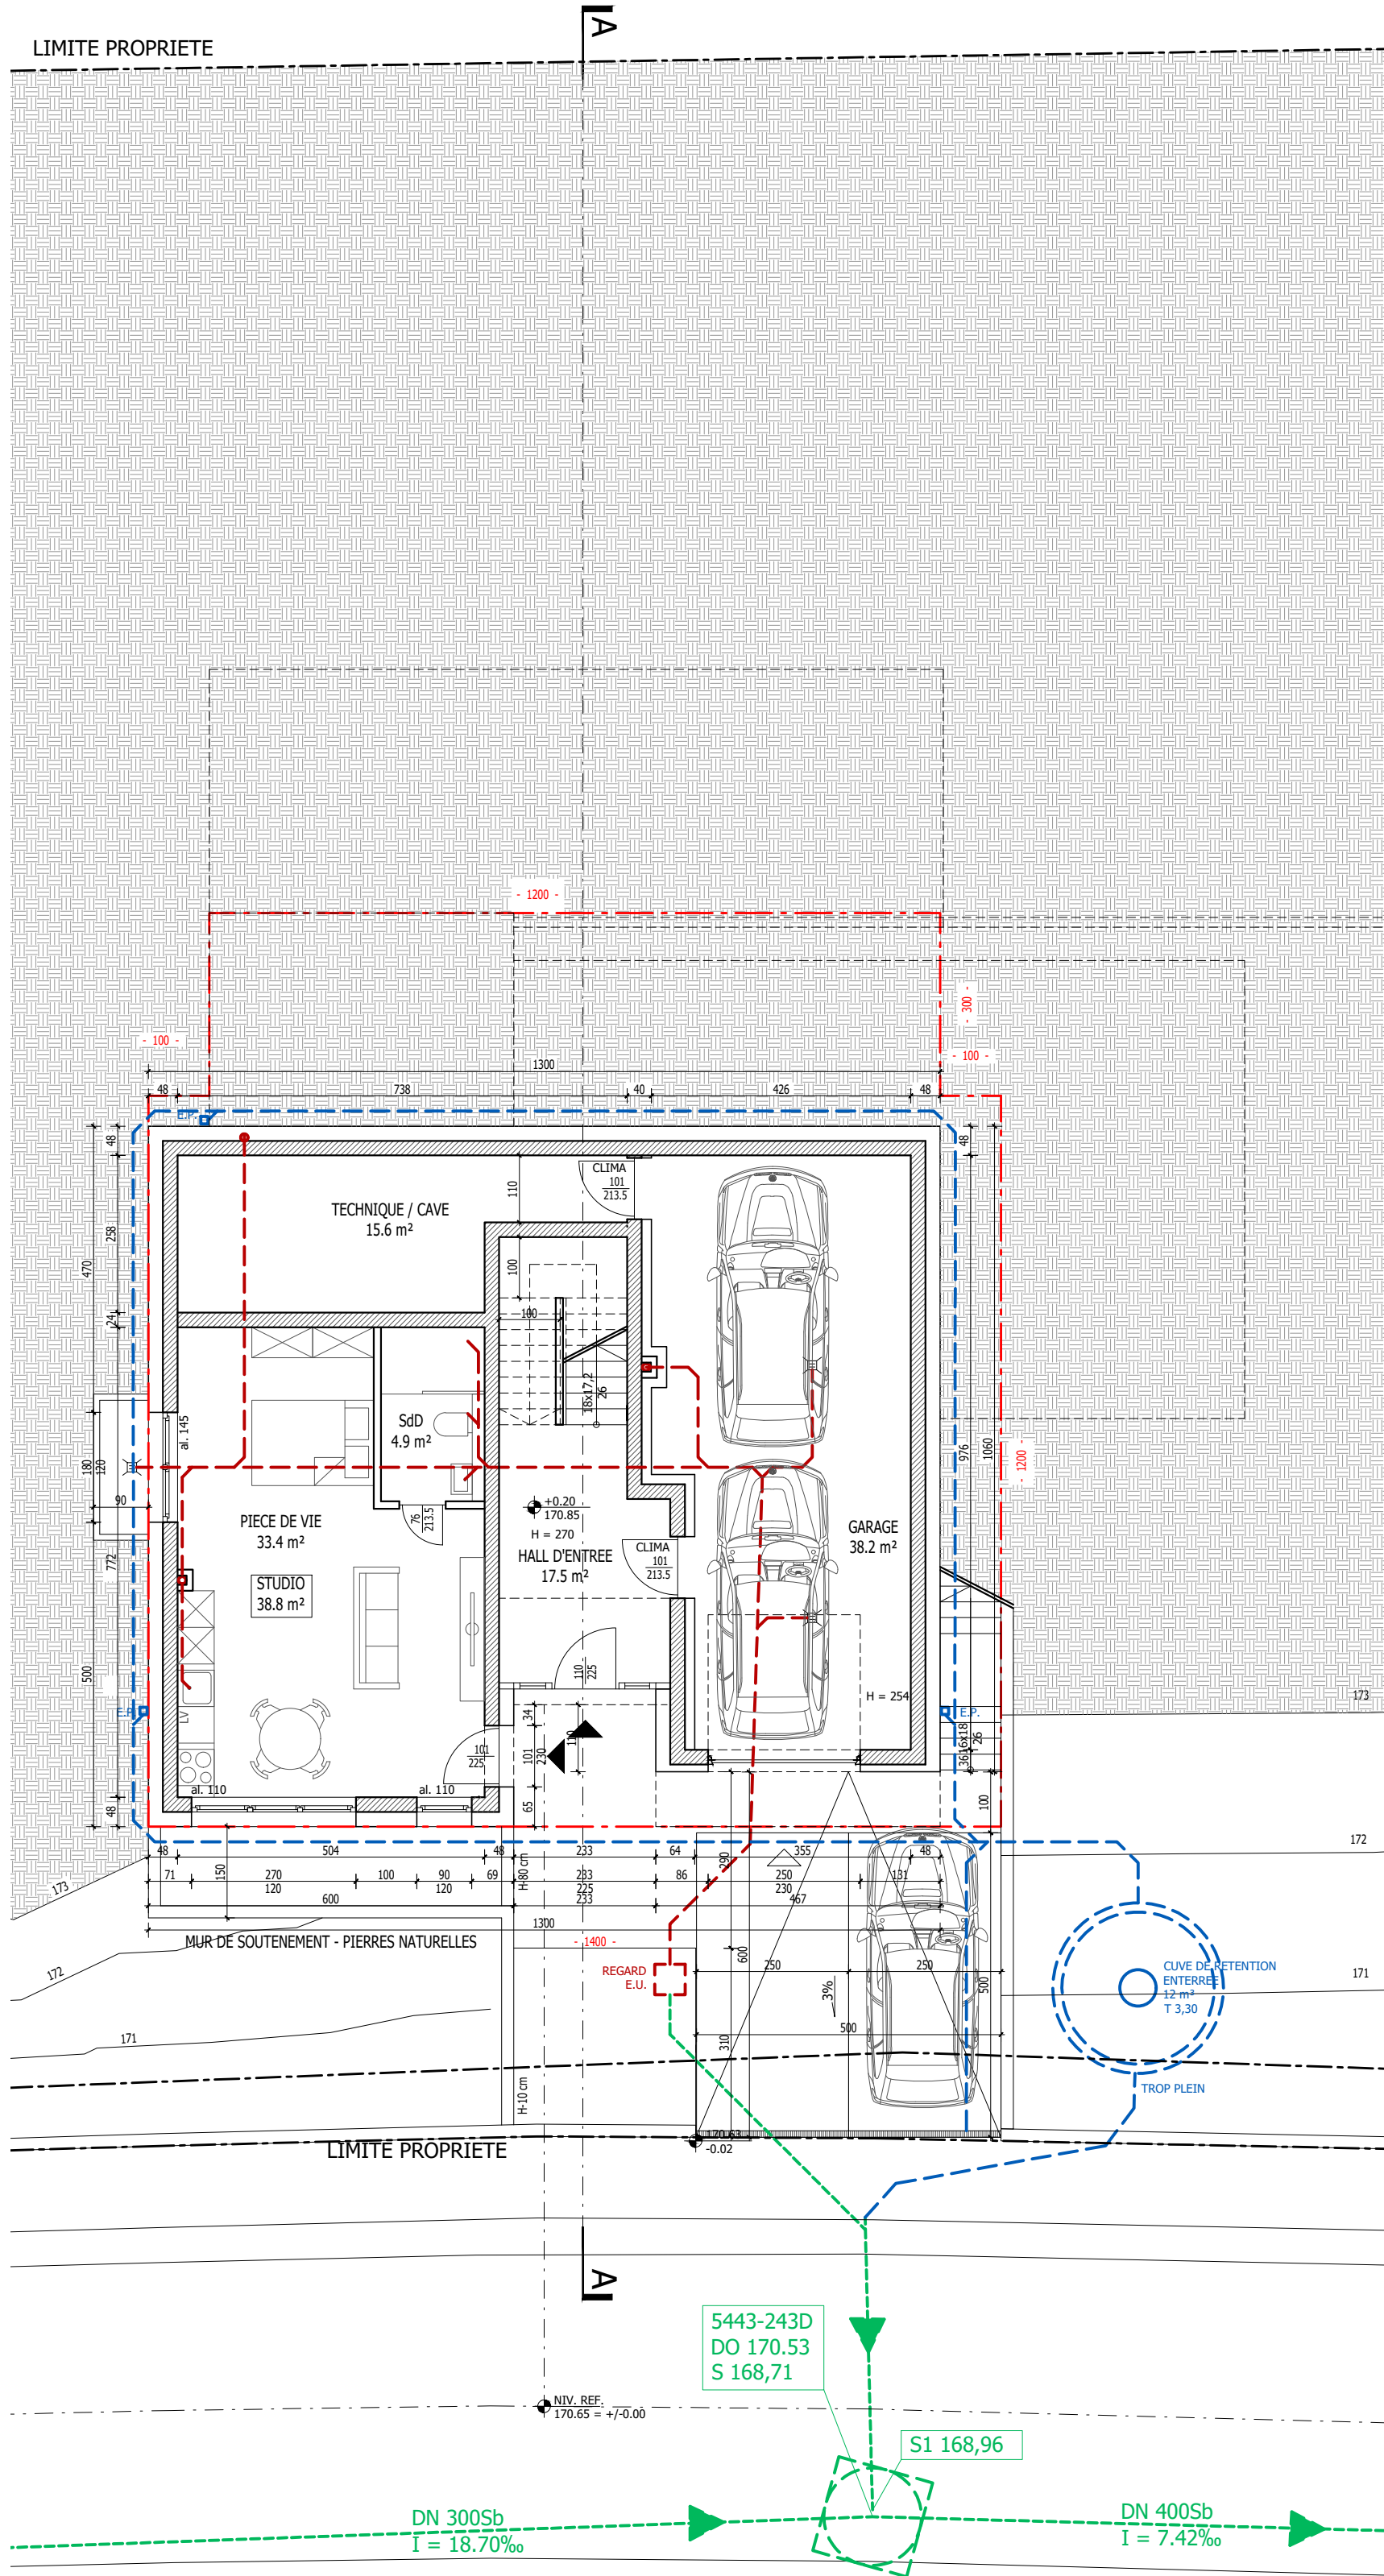 A
LIMITE PROPRIETE
- 1200 -
- 300 -
- 100 -
- 100 -
1300
48
738
40
426
48
E.P.
48
48
CLIMA
101
213.5
110
TECHNIQUE / CAVE
15.6 m²
258
470
100
24
100
18x17,2
26
SdD
4.9 m²
al. 145
180
120
90
976
1060
- 1200 -
+0.20
170.85
H = 270
HALL D'ENTREE
17.5 m²
76
213.5
PIECE DE VIE
33.4 m²
GARAGE
38.2 m²
CLIMA
101
213.5
772
STUDIO
38.8 m²
110
225
500
H = 254
173
E.P.
E.P.
LV
34
110
16x18
26
36
101
230
101
225
al. 110
al. 110
65
100
48
48
504
48
233
64
355
48
172
290
150
H-80 cm
71
270
120
100
90
120
69
233
225
86
250
230
131
173
600
233
467
1300
MUR DE SOUTENEMENT - PIERRES NATURELLES
- 1400 -
600
REGARD
E.U.
250
250
500
CUVE DE RETENTION
ENTERREE
12 m³
T 3,30
171
172
3%
500
310
171
H-10 cm
TROP PLEIN
170.63
-0.02
LIMITE PROPRIETE
A
5443-243D
DO 170.53
S 168,71
NIV. REF.
170.65 = +/-0.00
S1 168,96
DN 300Sb
I = 18.70‰
DN 400Sb
I = 7.42‰